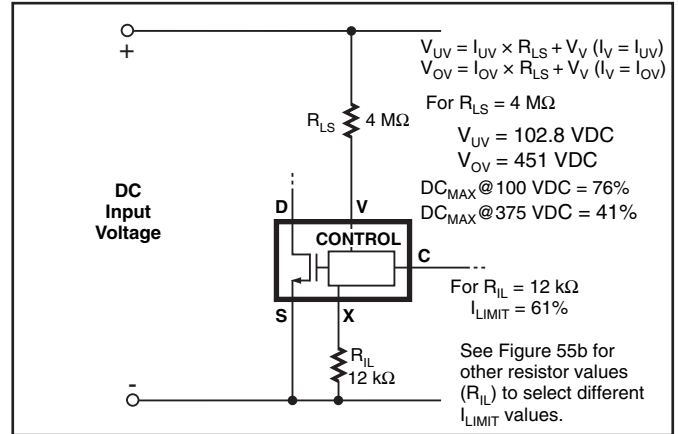 +
V_UV = I_UV × R_LS + V_V (I_V = I_UV)
V_OV = I_OV × R_LS + V_V (I_V = I_OV)
For R_LS = 4 MΩ
R_LS 4 MΩ
V_UV = 102.8 VDC
V_OV = 451 VDC
DC_MAX@100 VDC = 76%
DC_MAX@375 VDC = 41%
DC
Input
Voltage
D
V
CONTROL
C
For R_IL = 12 kΩ
I_LIMIT = 61%
S
X
R_IL
12 kΩ
See Figure 55b for
other resistor values
(R_IL) to select different
I_LIMIT values.
-